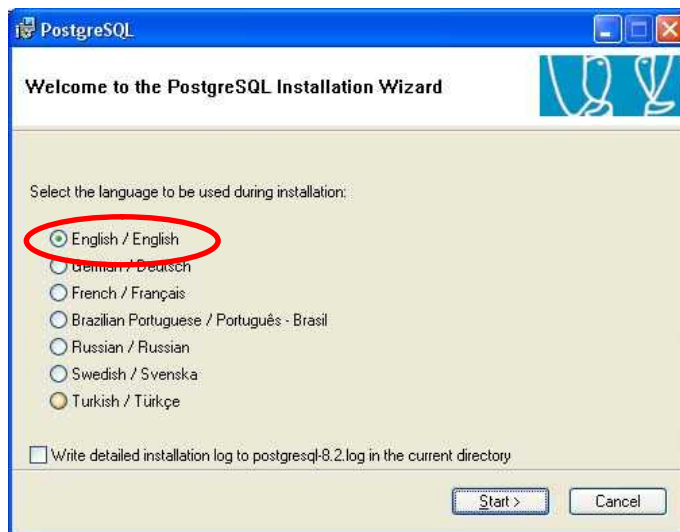 PostgreSQL
Welcome to the PostgreSQL Installation Wizard
Select the language to be used during installation:
English / English
German / Deutsch
French / Français
Brazilian Portuguese / Português - Brasil
Russian / Russian
Swedish / Svenska
Turkish / Türkçe
Write detailed installation log to postgresql-8.2.log in the current directory
Start >
Cancel